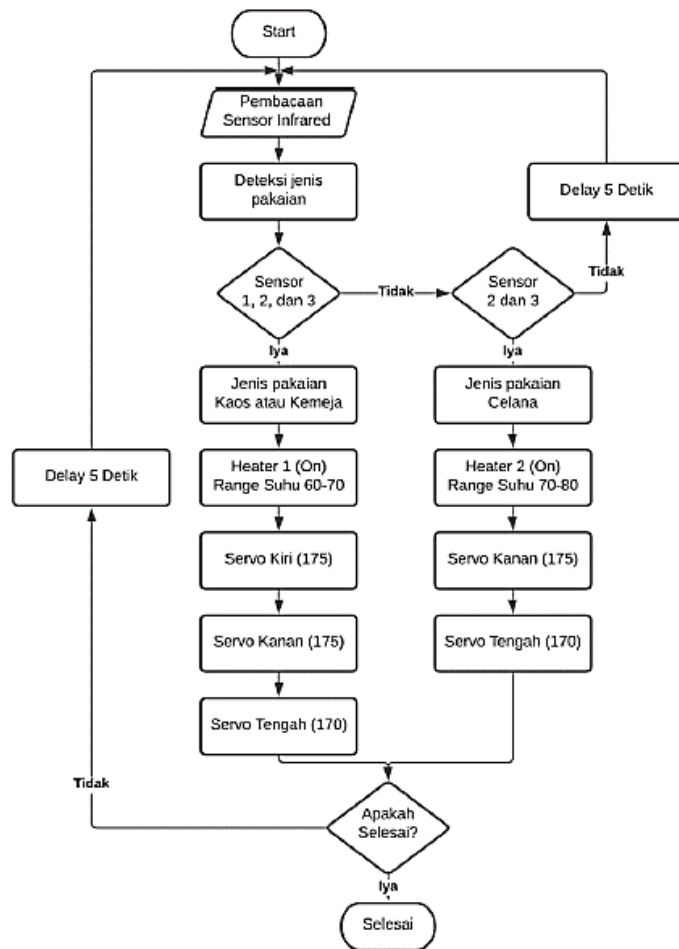 Start
Pembacaan
Sensor Infrared
Deteksi jenis
pakaian
Delay 5 Detik
Sensor
1, 2, dan 3
Tidak
Sensor
2 dan 3
Tidak
Iya
Iya
Jenis pakaian
Kaos atau Kemeja
Jenis pakaian
Celana
Delay 5 Detik
Heater 1 (On)
Range Suhu 60-70
Heater 2 (On)
Range Suhu 70-80
Servo Kiri (175)
Servo Kanan (175)
Servo Kanan (175)
Servo Tengah (170)
Servo Tengah (170)
Tidak
Apakah
Selesai?
Iya
Selesai